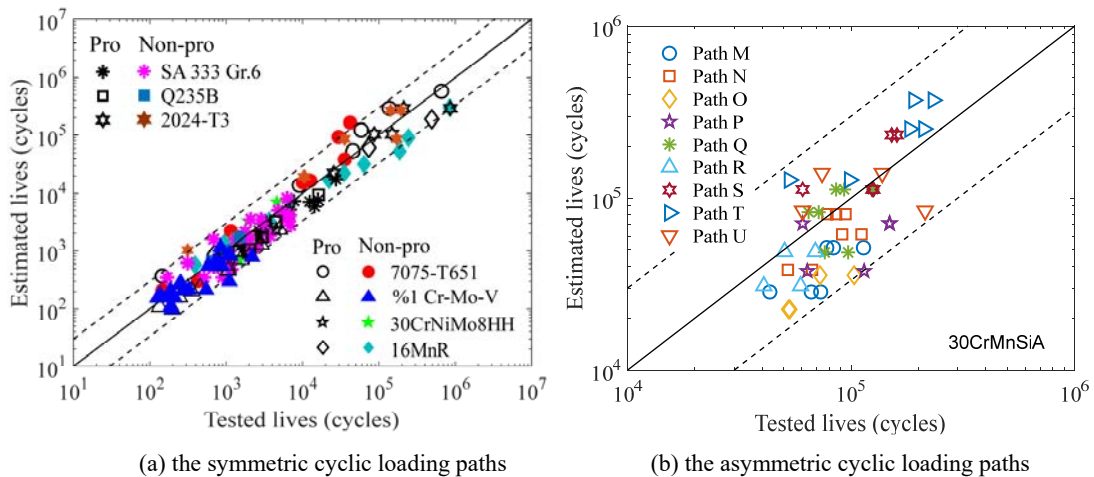 Estimated lives (cycles)
10^7
10^6
10^5
10^4
10^3
10^2
10^1
Pro Non-pro
SA 333 Gr.6
Q235B
2024-T3
Pro Non-pro
7075-T651
%1 Cr-Mo-V
30CrNiMo8HH
16MnR
10^1 10^2 10^3 10^4 10^5 10^6 10^7
Tested lives (cycles)
(a) the symmetric cyclic loading paths
Estimated lives (cycles)
10^6
10^5
10^4
Path M
Path N
Path O
Path P
Path Q
Path R
Path S
Path T
Path U
30CrMnSiA
10^4 10^5 10^6
Tested lives (cycles)
(b) the asymmetric cyclic loading paths